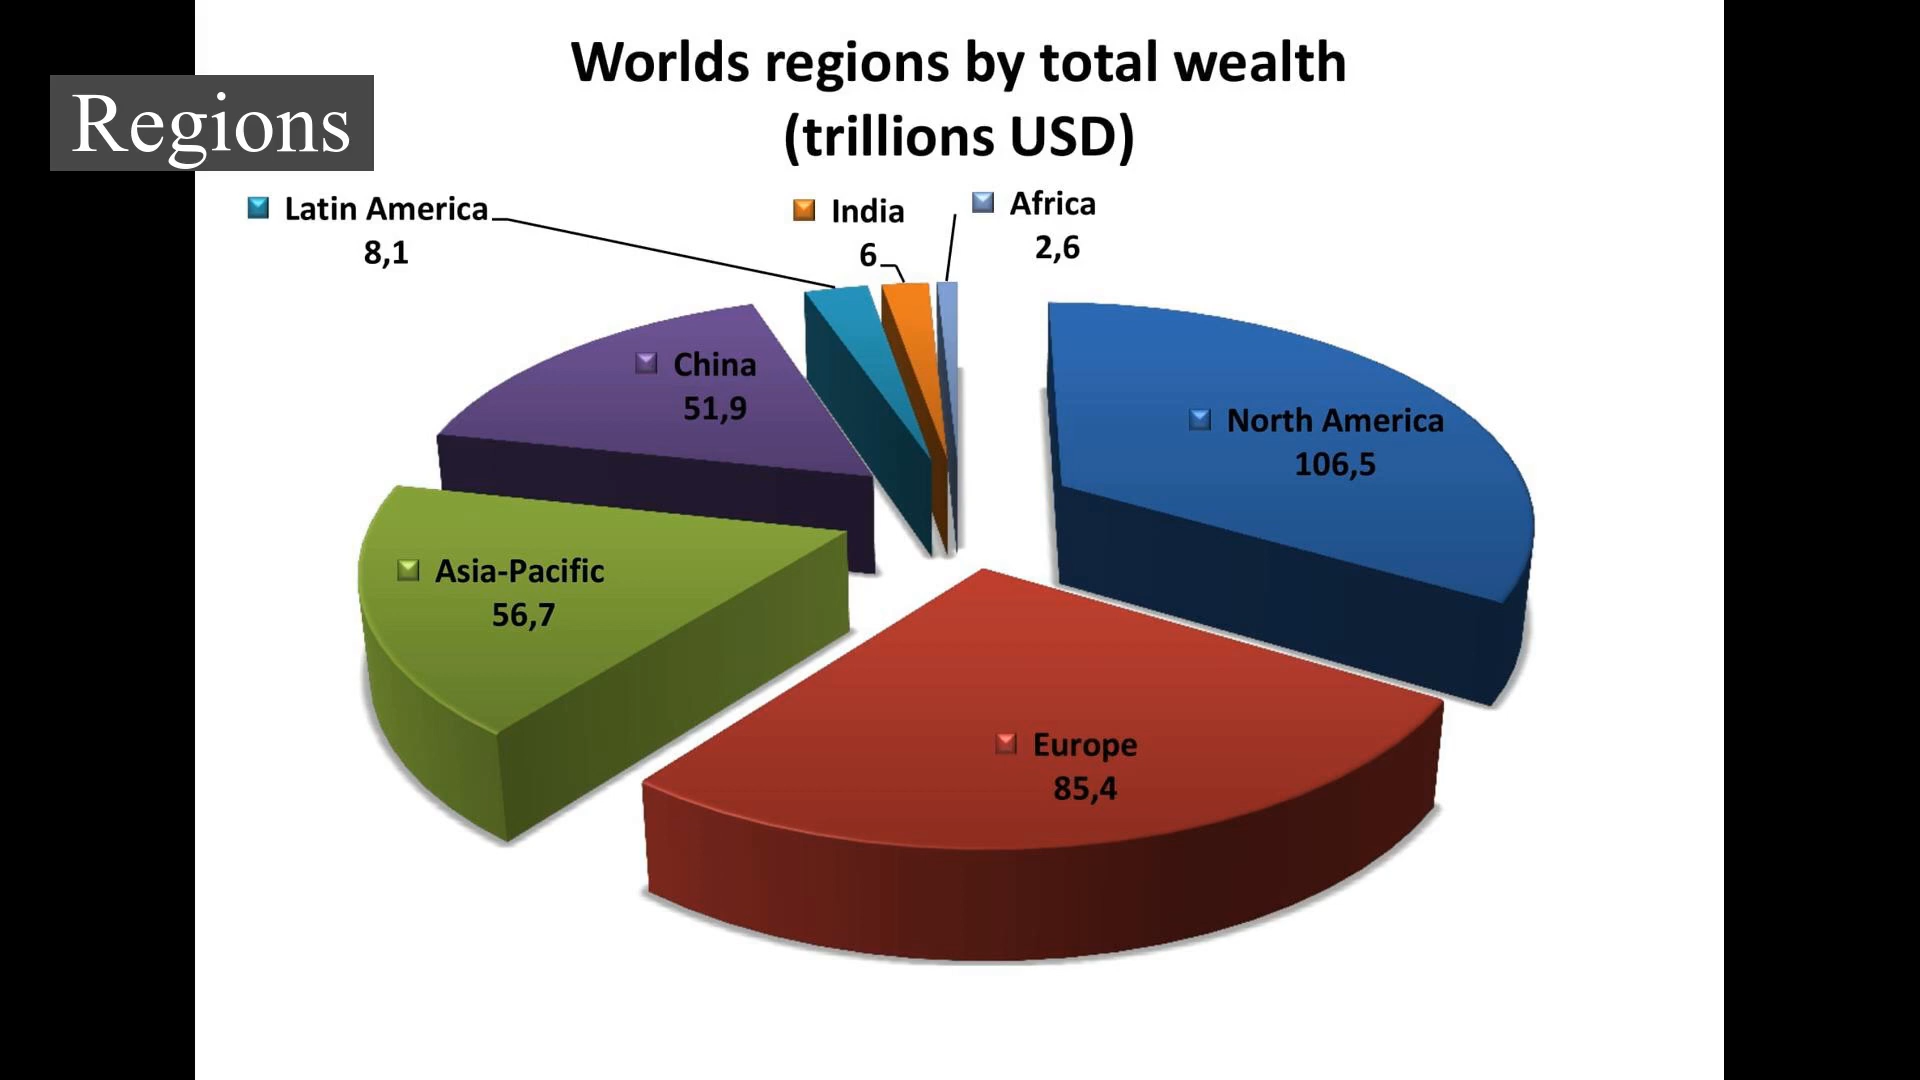 Worlds regions by total wealth
(trillions USD)
Regions
Latin America
8,1
India
6
Africa
2,6
China
51,9
North America
106,5
Asia-Pacific
56,7
Europe
85,4